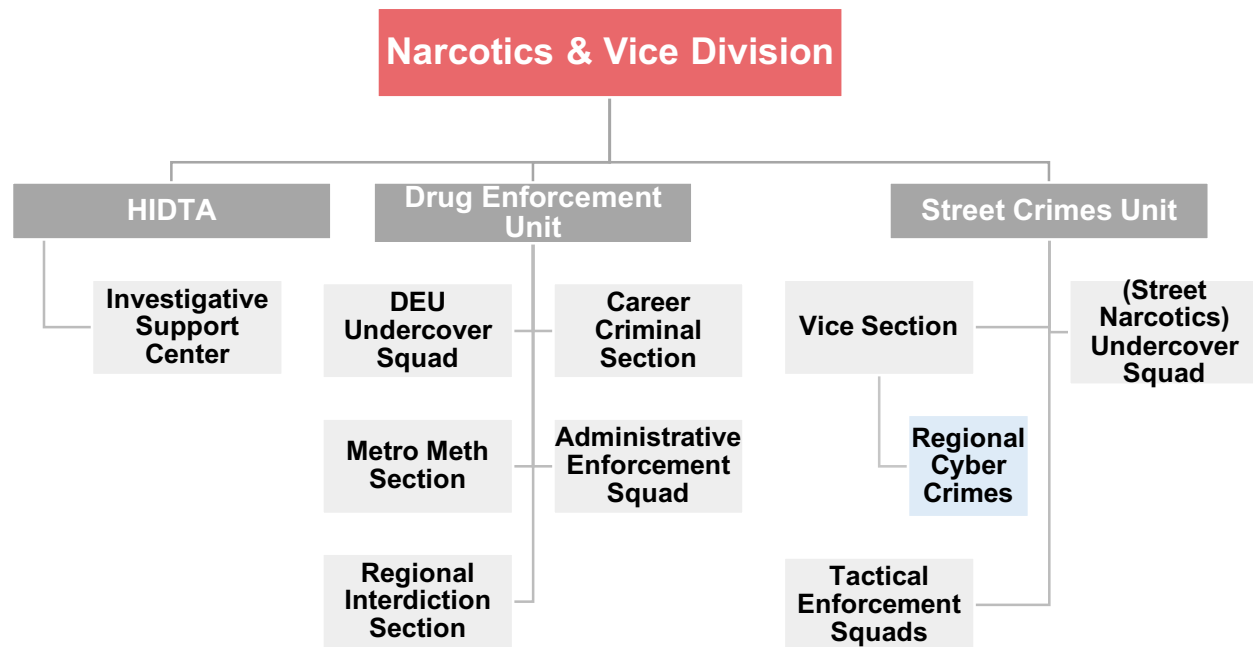 Narcotics & Vice Division
HIDTA
Drug Enforcement
Unit
Street Crimes Unit
Investigative
Support
Center
DEU
Undercover
Squad
Career
Criminal
Section
Vice Section
(Street
Narcotics)
Undercover
Squad
Metro Meth
Section
Administrative
Enforcement
Squad
Regional
Cyber
Crimes
Regional
Interdiction
Section
Tactical
Enforcement
Squads